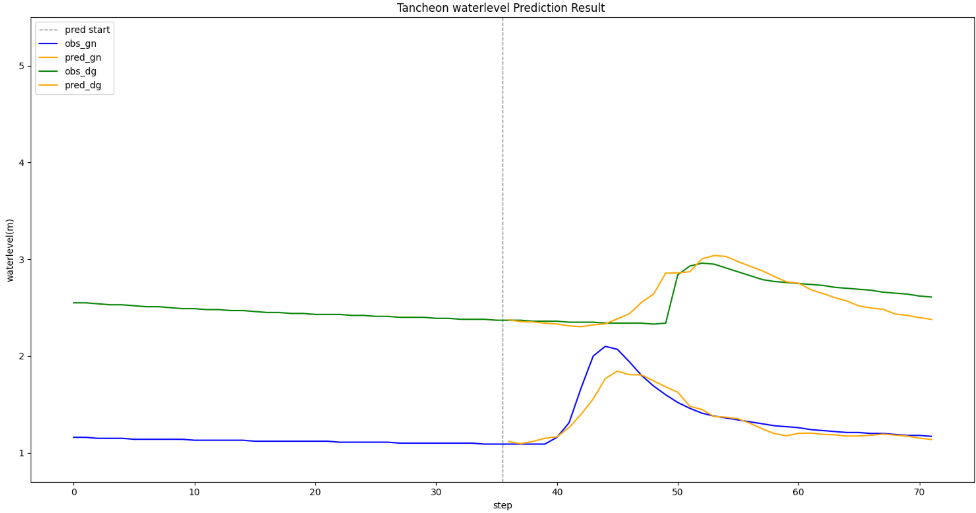 Tancheon waterlevel Prediction Result
pred start
obs_gn
pred_gn
obs_dg
pred_dg
5
4
3
2
1
waterlevel(m)
0 10 20 30 40 50 60 70
step